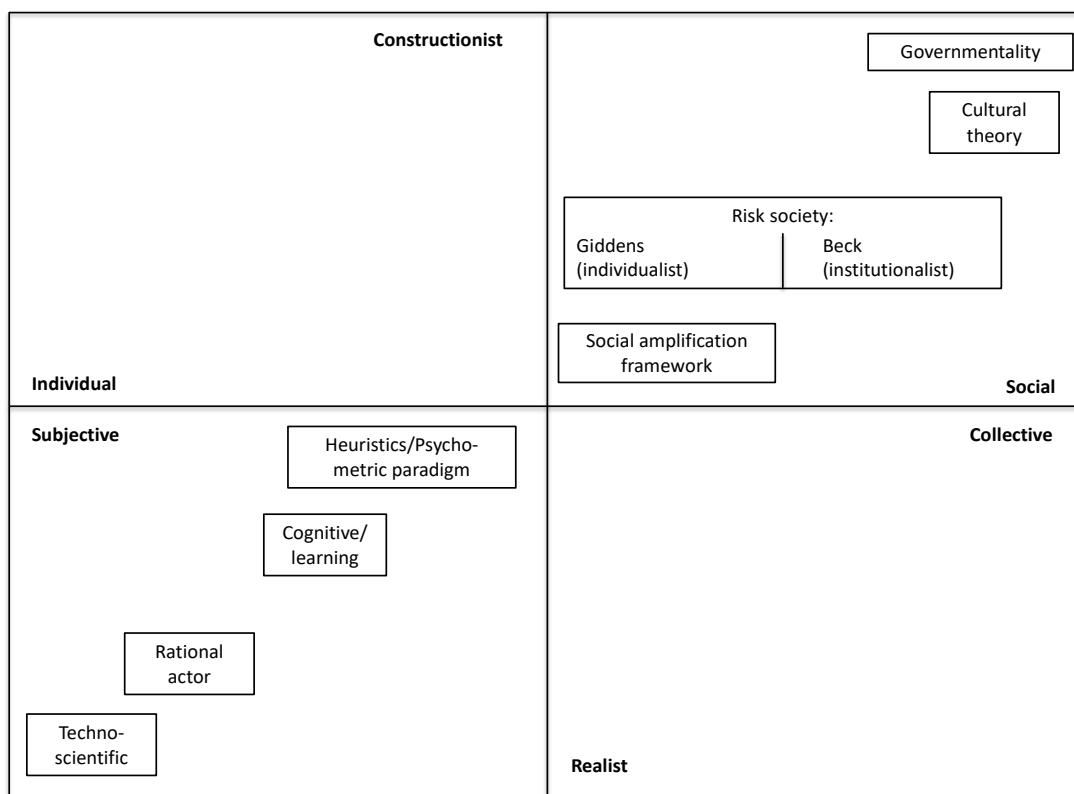 Constructionist
Governmentality
Cultural
theory
Risk society:
Giddens
(individualist)
Beck
(institutionalist)
Social amplification
framework
Individual
Social
Subjective
Collective
Heuristics/Psycho-
metric paradigm
Cognitive/
learning
Rational
actor
Techno-
scientific
Realist